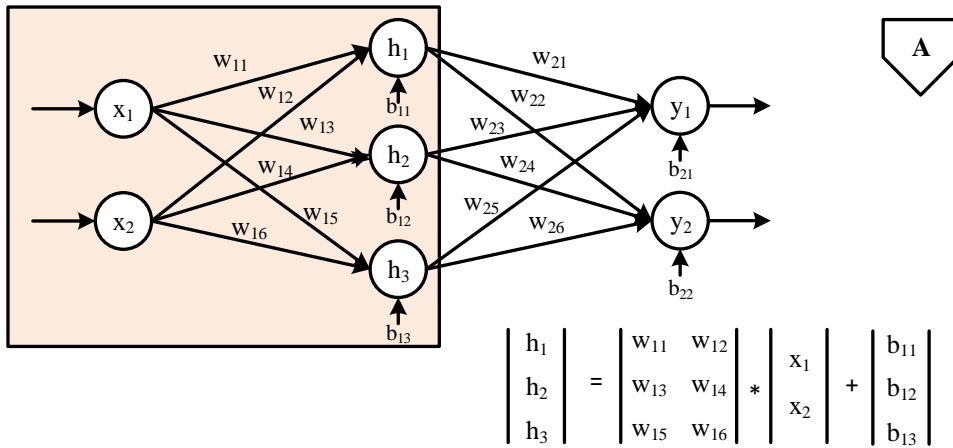 A
h₁
w₁₁
w₂₁
w₁₂
w₂₂
x₁
b₁₁
y₁
w₁₃
w₂₃
h₂
w₁₄
w₂₄
b₂₁
b₁₂
x₂
w₁₅
w₂₅
y₂
w₁₆
w₂₆
h₃
b₂₂
b₁₃
h₁ w₁₁ w₁₂ x₁ b₁₁
h₂ = w₁₃ w₁₄ * x₂ + b₁₂
h₃ w₁₅ w₁₆ b₁₃